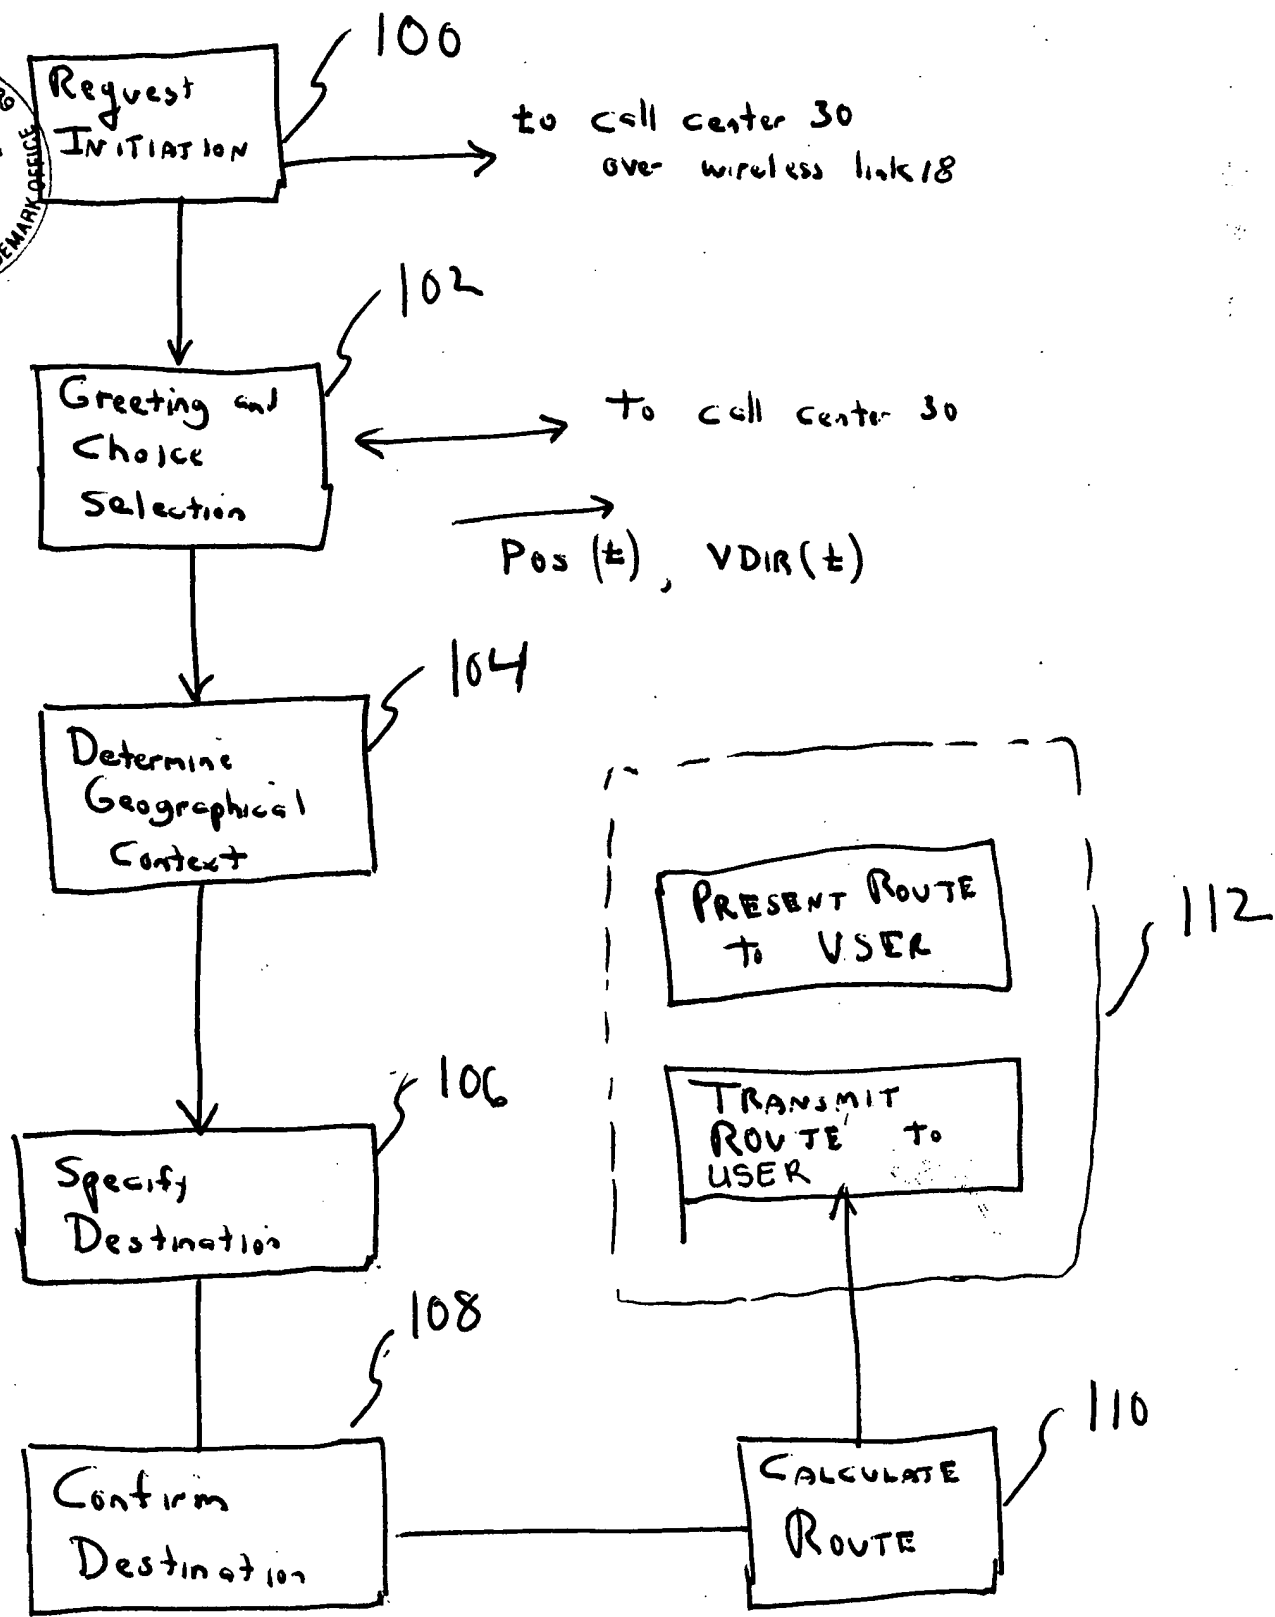 100
Request
INITIATION
to call center 30
over wireless link 18
EMARK OFFICE
102
Greeting and
Choice
Selection
to call center 30
Pos (t), VDIR(t)
104
Determine
Geographical
Context
PRESENT ROUTE
to USER
112
106
Specify
Destination
TRANSMIT
ROUTE to
USER
108
Confirm
Destination
110
CALCULATE
ROUTE